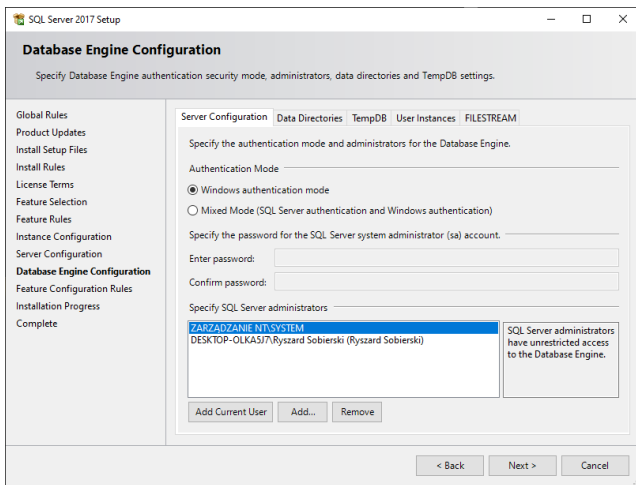 SQL Server 2017 Setup
Database Engine Configuration
Specify Database Engine authentication security mode, administrators, data directories and TempDB settings.
Global Rules
Product Updates
Install Setup Files
Install Rules
License Terms
Feature Selection
Feature Rules
Instance Configuration
Server Configuration
Database Engine Configuration
Feature Configuration Rules
Installation Progress
Complete
Server Configuration Data Directories TempDB User Instances FILESTREAM
Specify the authentication mode and administrators for the Database Engine.
Authentication Mode
Windows authentication mode
Mixed Mode (SQL Server authentication and Windows authentication)
Specify the password for the SQL Server system administrator (sa) account.
Enter password:
Confirm password:
Specify SQL Server administrators
ZARZĄDZANIE NT\SYSTEM
DESKTOP-OLKA5J7\Ryszard Sobierski (Ryszard Sobierski)
SQL Server administrators
have unrestricted access
to the Database Engine.
Add Current User Add... Remove
< Back Next > Cancel